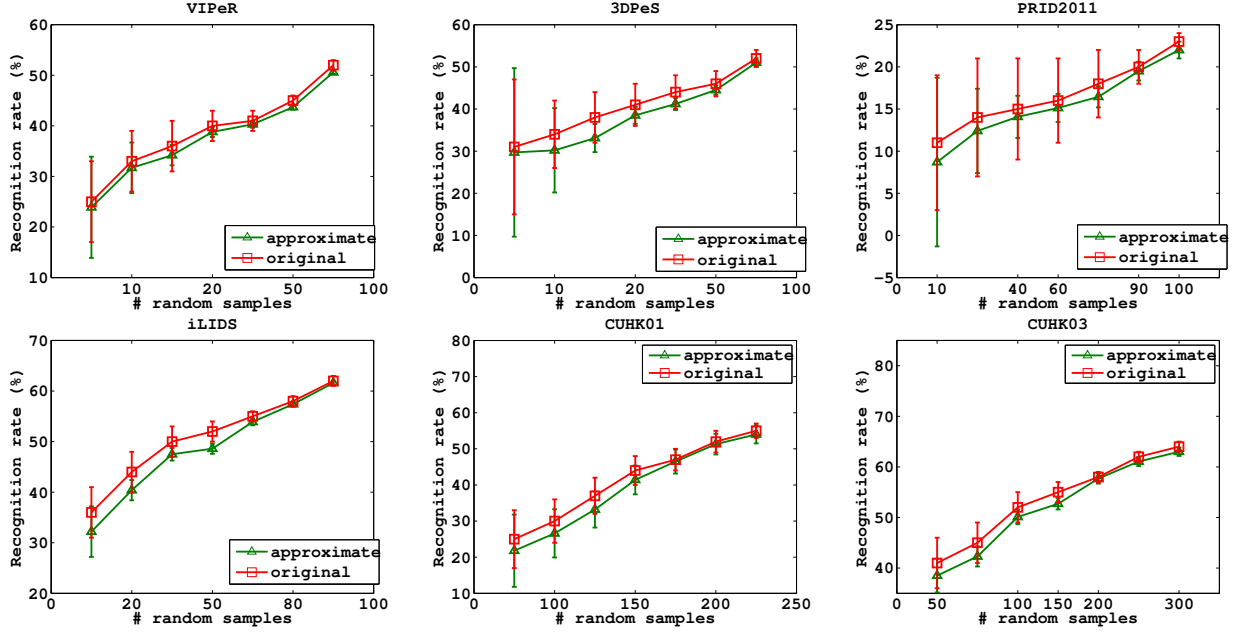 VIPeR
60
50
40
30
20
10
Recognition rate (%)
10 20 50 100
# random samples
approximate
original
3DPeS
60
50
40
30
20
10
0
Recognition rate (%)
0 10 20 50 100
# random samples
approximate
original
PRID2011
25
20
15
10
5
0
−5
Recognition rate (%)
10 40 60 90 100
# random samples
approximate
original
iLIDS
70
60
50
40
30
20
Recognition rate (%)
0 20 50 80 100
# random samples
approximate
original
CUHK01
80
70
60
50
40
30
20
10
Recognition rate (%)
0 100 150 200 250
# random samples
approximate
original
CUHK03
80
70
60
50
40
Recognition rate (%)
0 50 100 150 200 300
# random samples
approximate
original